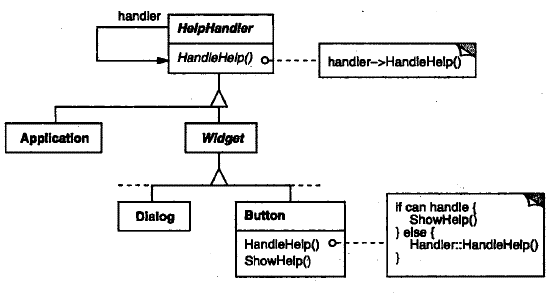 handler
HelpHandler
HandleHelp()
handler->HandleHelp()
Application
Widget
Dialog
Button
HandleHelp()
ShowHelp()
if can handle {
ShowHelp()
} else {
Handler::HandleHelp()
}